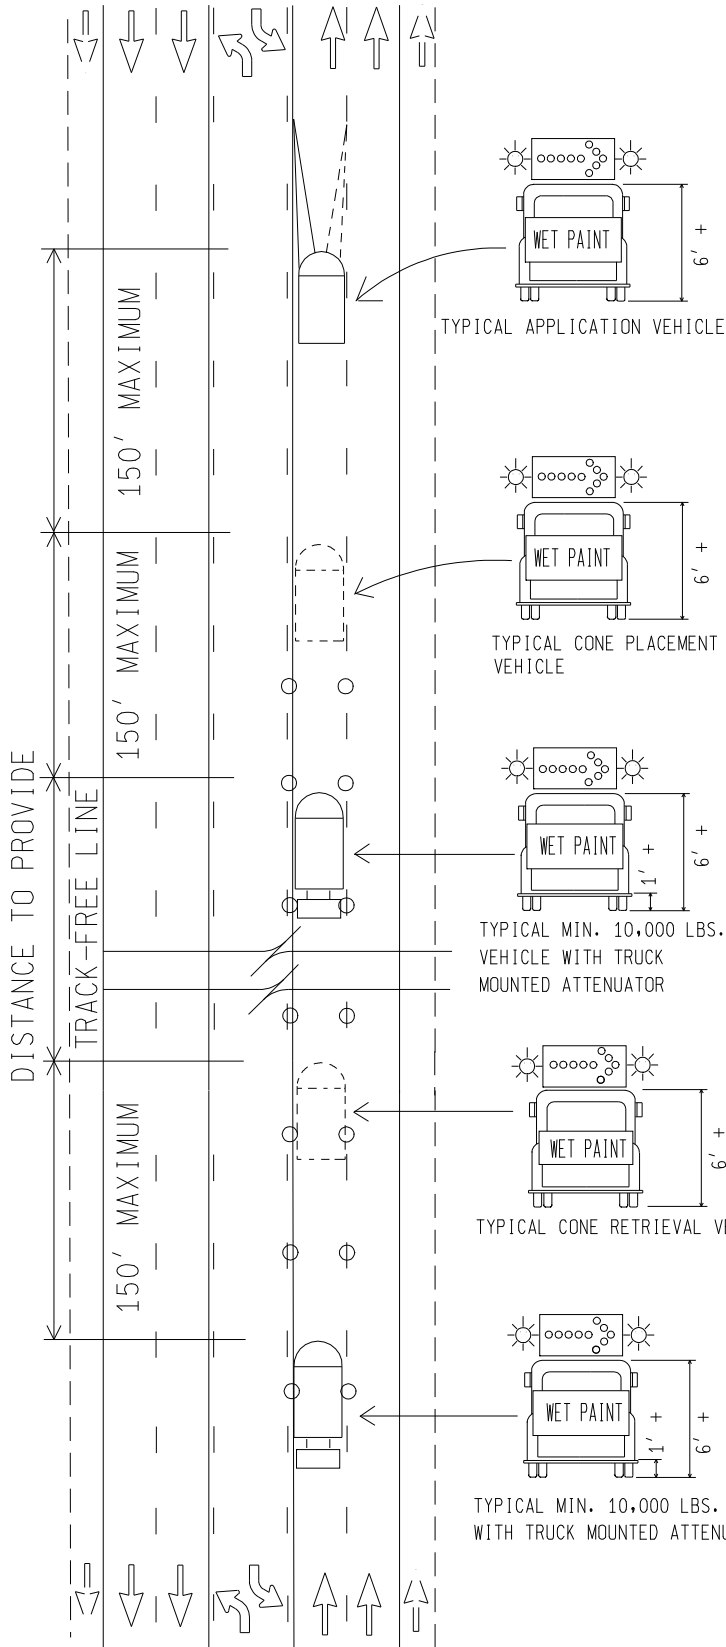 WET PAINT
6' +
TYPICAL APPLICATION VEHICLE
150' MAXIMUM
WET PAINT
6' +
TYPICAL CONE PLACEMENT
VEHICLE
150' MAXIMUM
WET PAINT
1' +
6' +
TYPICAL MIN. 10,000 LBS.
VEHICLE WITH TRUCK
MOUNTED ATTENUATOR
DISTANCE TO PROVIDE
TRACK-FREE LINE
WET PAINT
6' +
TYPICAL CONE RETRIEVAL
150' MAXIMUM
WET PAINT
1' +
6' +
TYPICAL MIN. 10,000 LBS.
WITH TRUCK MOUNTED